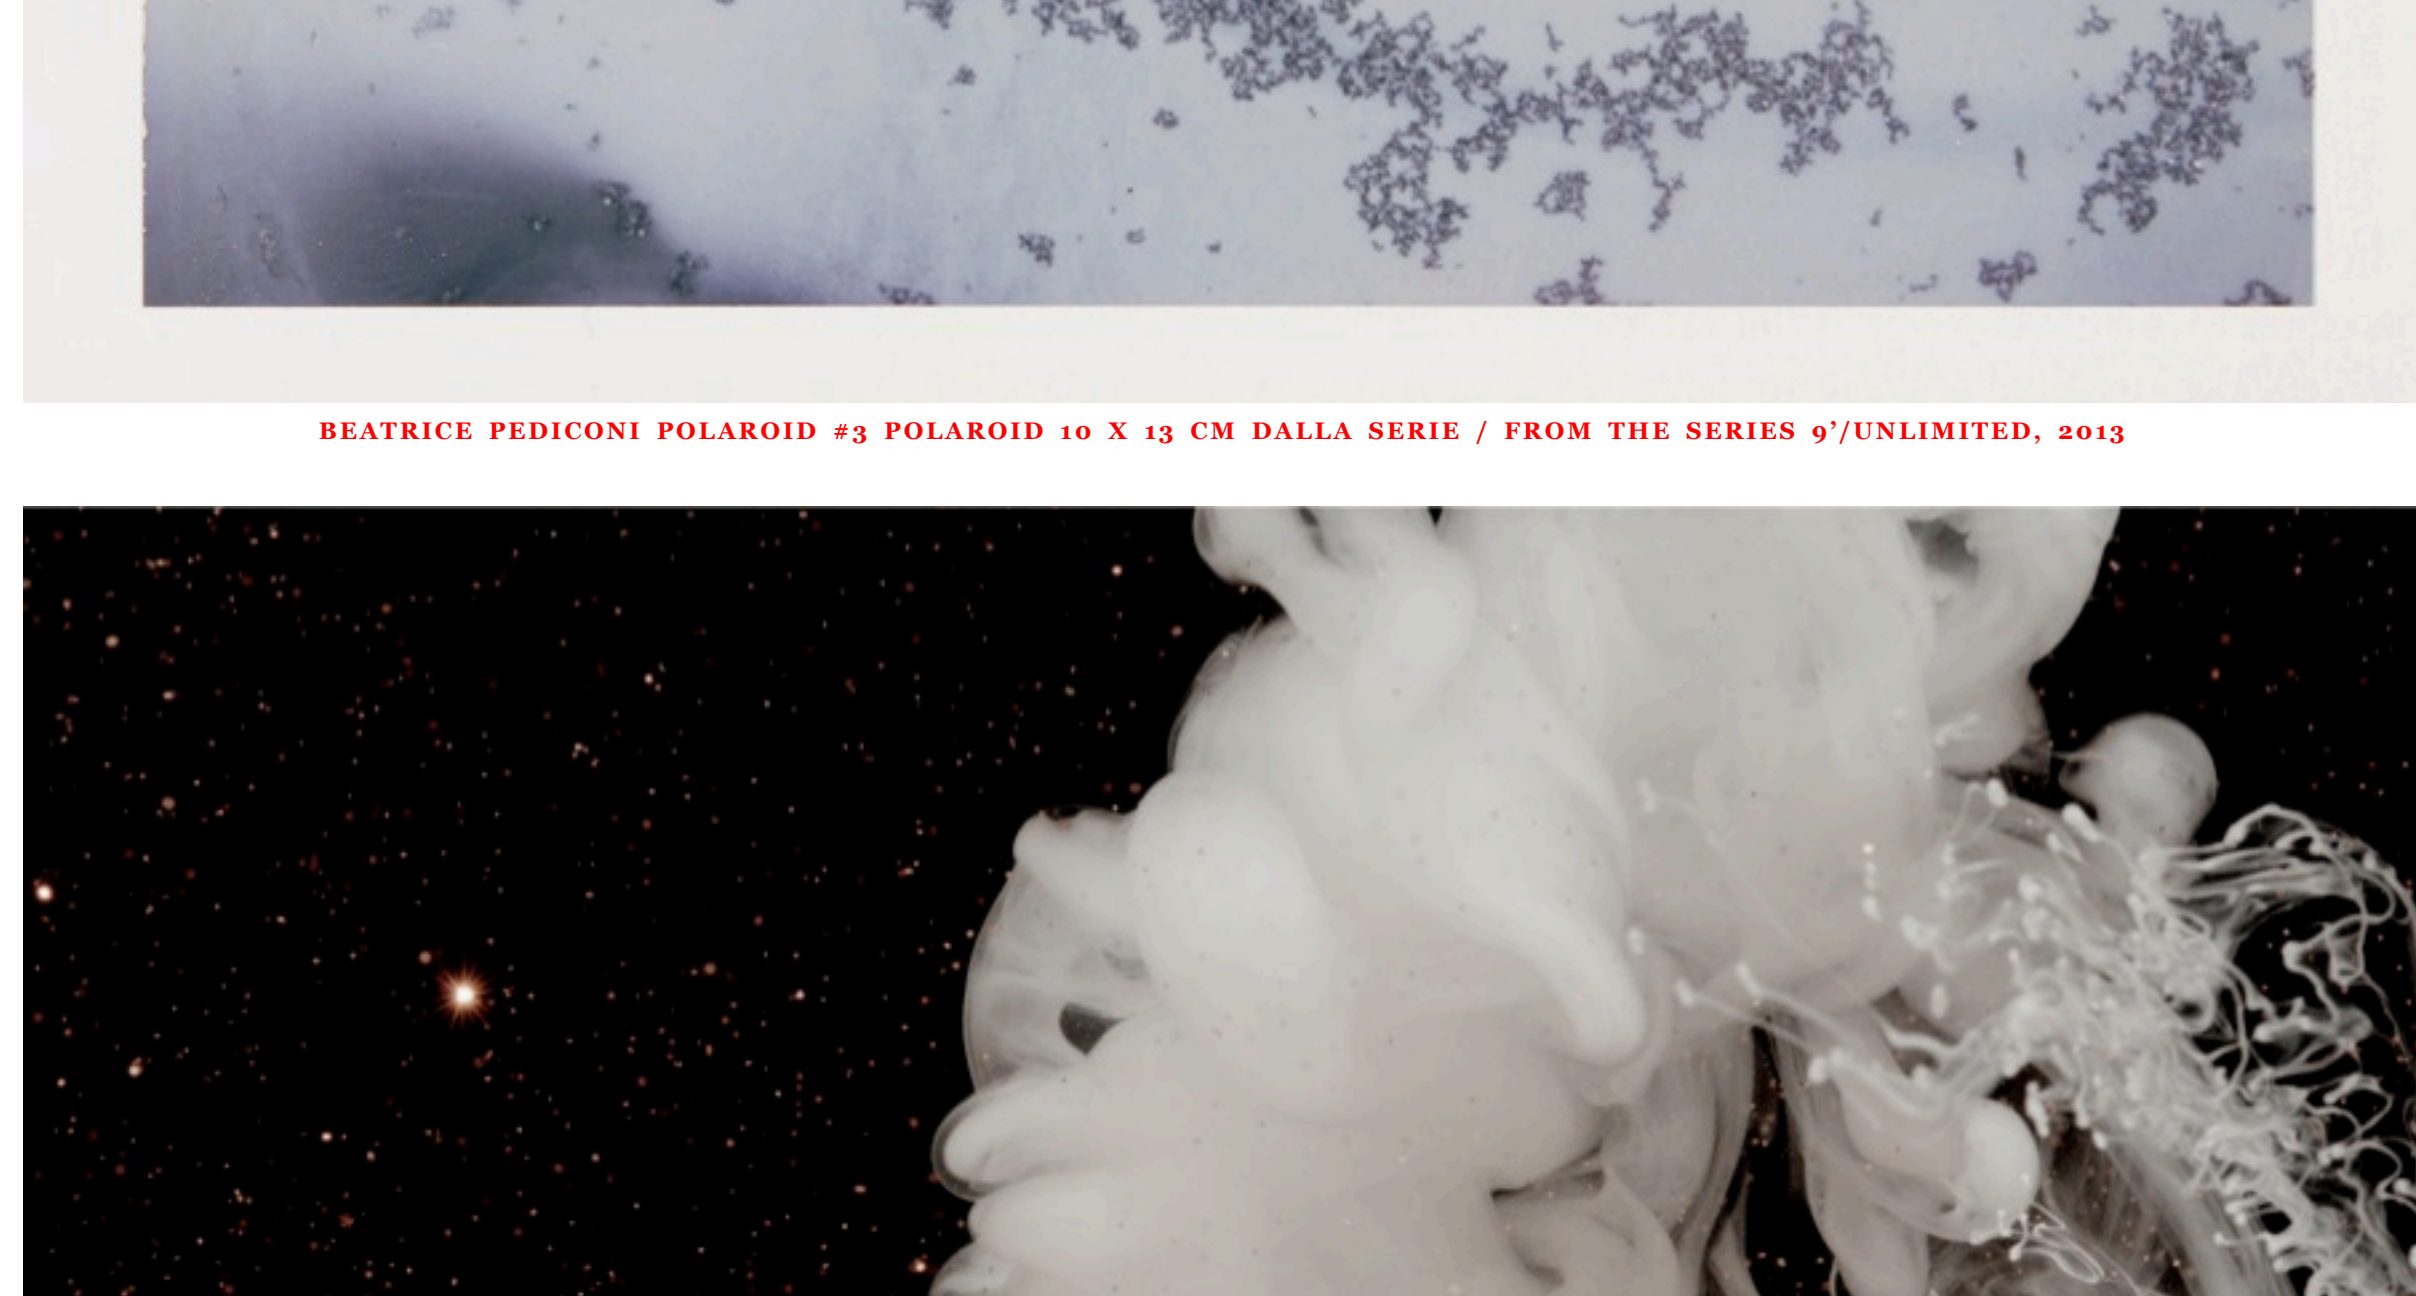 BEATRICE PEDICONI POLAROID #3 POLAROID 10 X 13 CM DALLA SERIE / FROM THE SERIES 9’/UNLIMITED, 2013